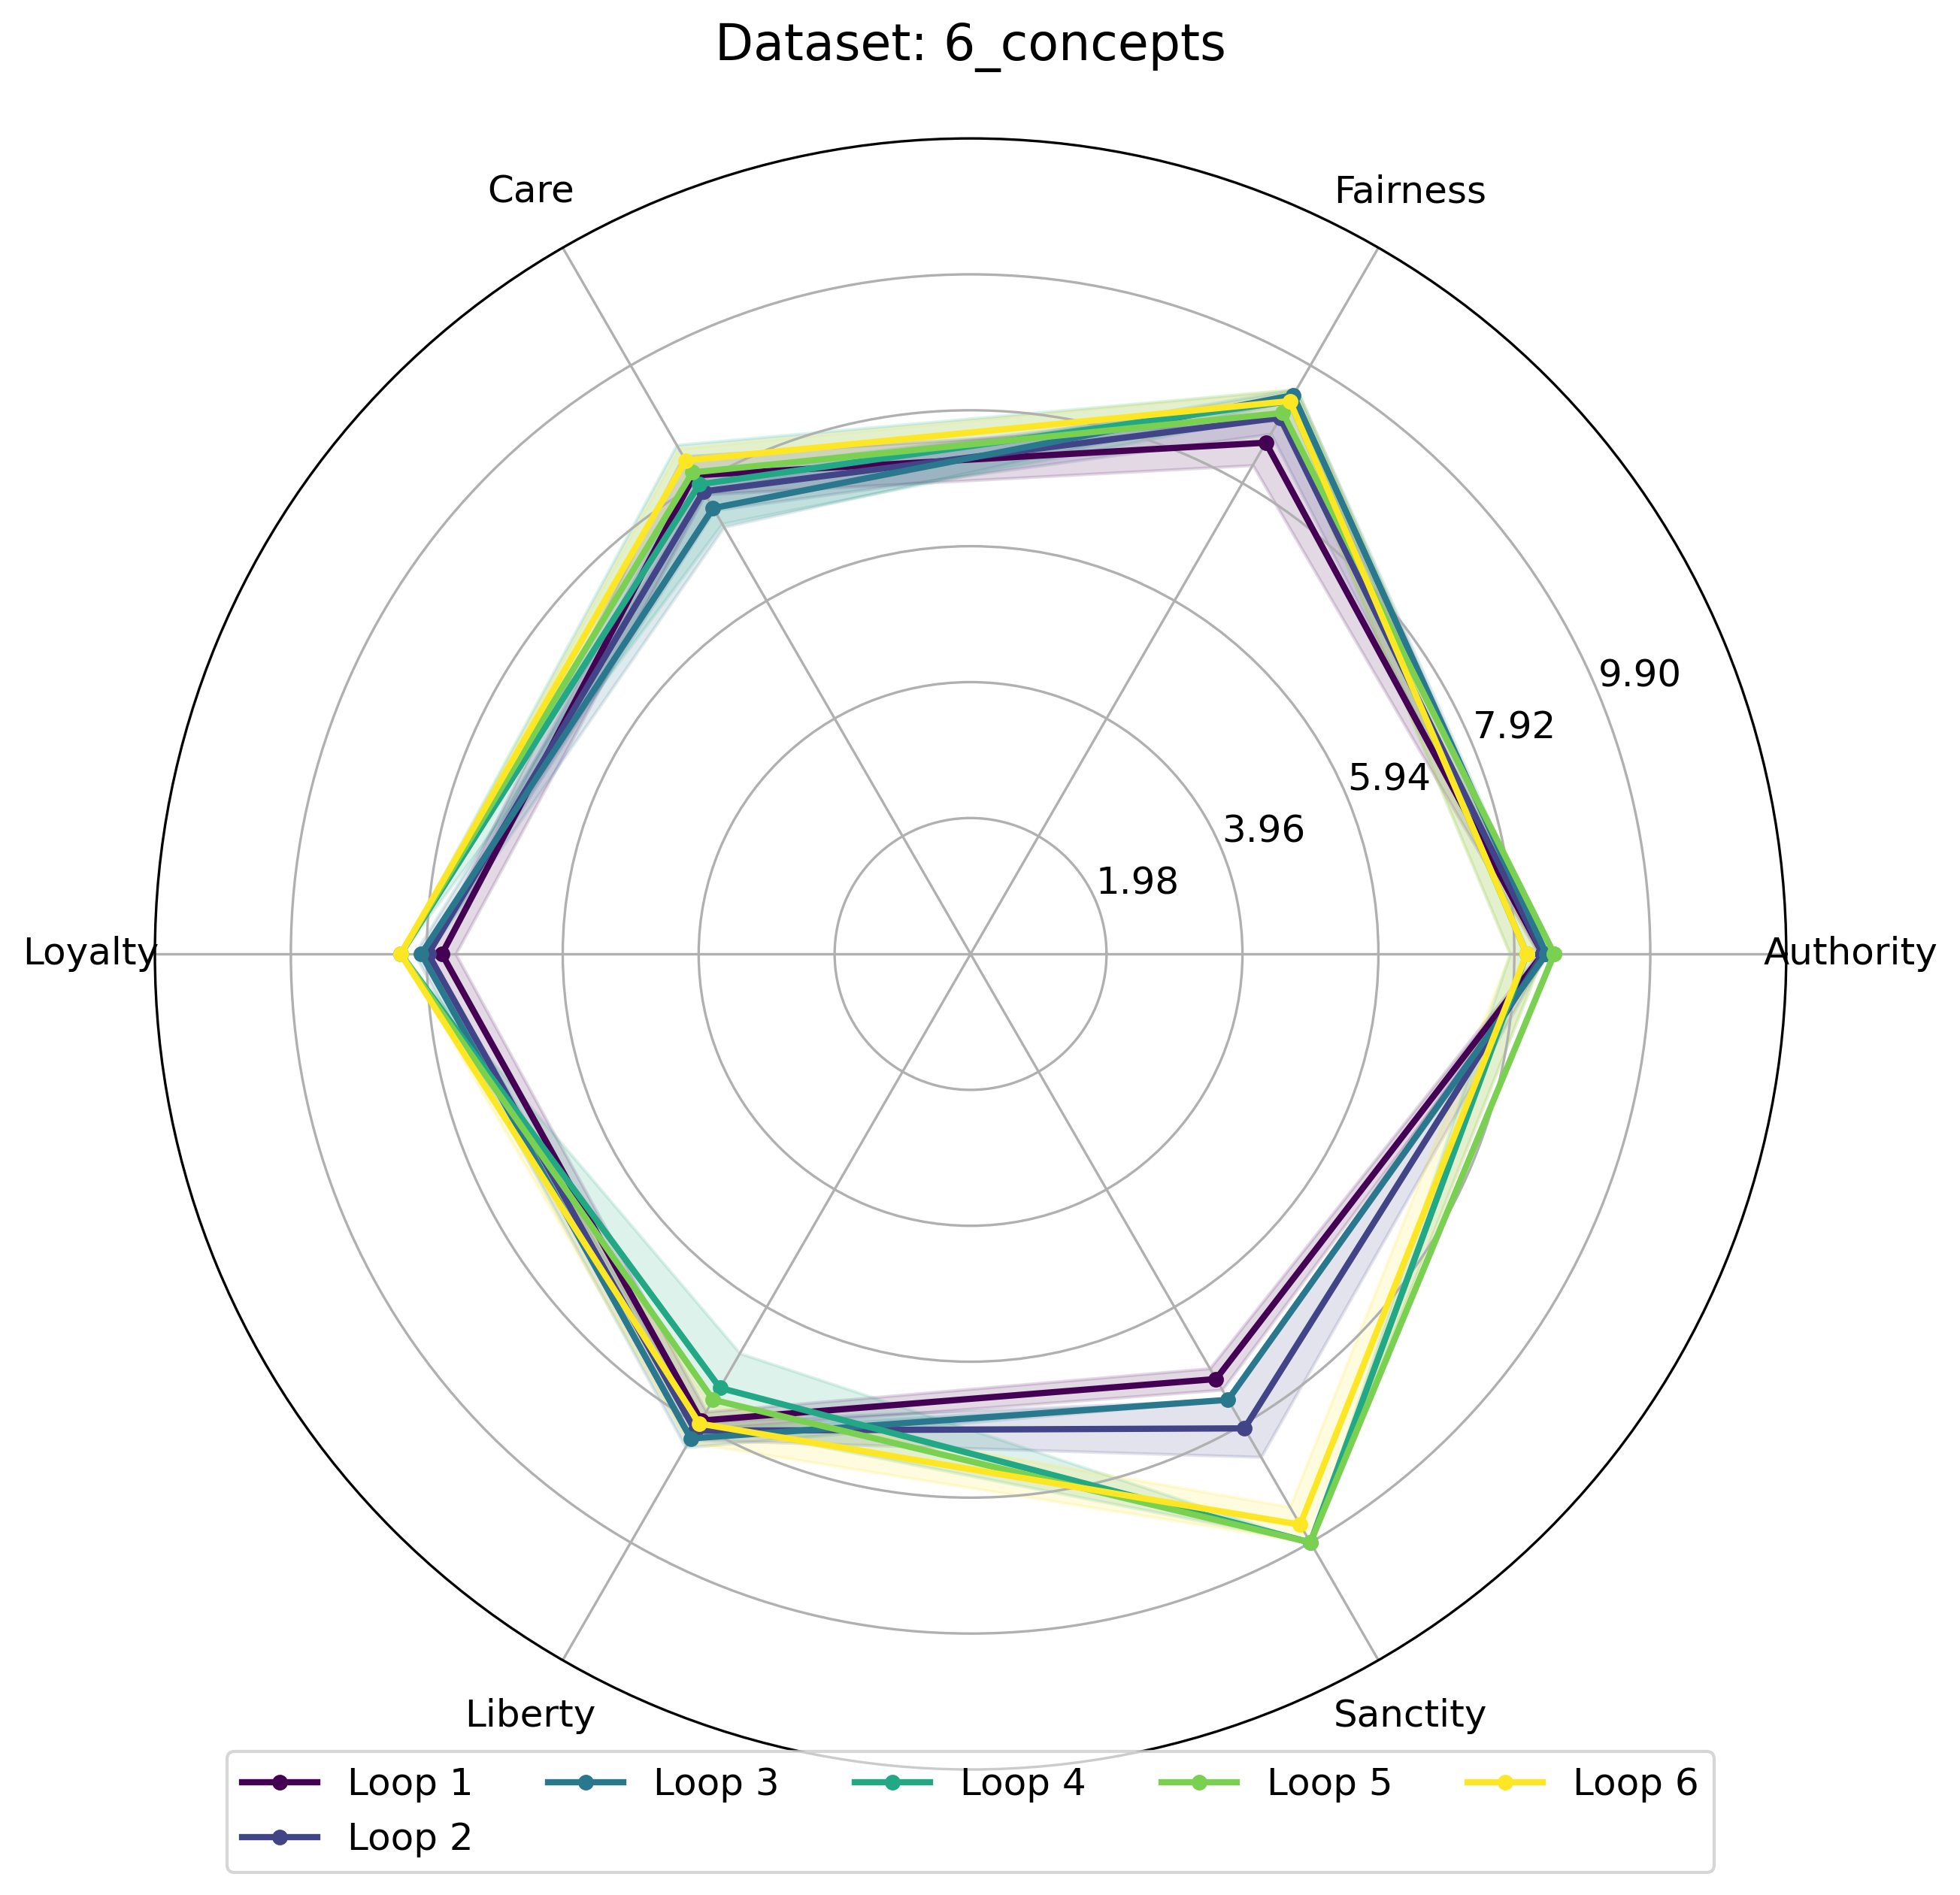 Dataset: 6_concepts
Care
Fairness
9.90
7.92
5.94
3.96
1.98
Loyalty
Authority
Liberty
Sanctity
Loop 1
Loop 3
Loop 4
Loop 5
Loop 6
Loop 2